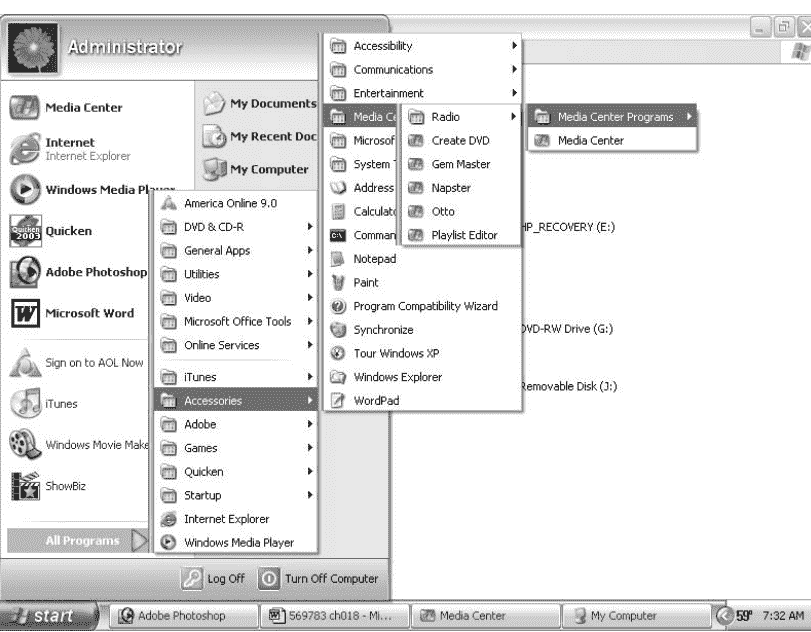 Administrator
Media Center
Internet
Internet Explorer
Windows Media Player
Quicken
Adobe Photoshop
Microsoft Word
Sign on to AOL Now
iTunes
Windows Movie Make
ShowBiz
All Programs
My Documents
My Recent Doc
My Computer
America Online 9.0
DVD & CD-R
General Apps
Utilities
Video
Microsoft Office Tools
Online Services
iTunes
Accessories
Adobe
Games
Quicken
Startup
Internet Explorer
Windows Media Player
Accessibility
Communications
Entertainment
Media Ce
Microsof
System T
Address
Calculato
Comman
Notepad
Paint
Program Compatibility Wizard
Synchronize
Tour Windows XP
Windows Explorer
WordPad
Radio
Create DVD
Gem Master
Napster
Otto
Playlist Editor
Media Center Programs
Media Center
HP_RECOVERY (E:)
DVD-RW Drive (G:)
Removable Disk (J:)
Log Off
Turn Off Computer
start
Adobe Photoshop
569783 ch018 - Mi...
Media Center
My Computer
59°
7:32 AM